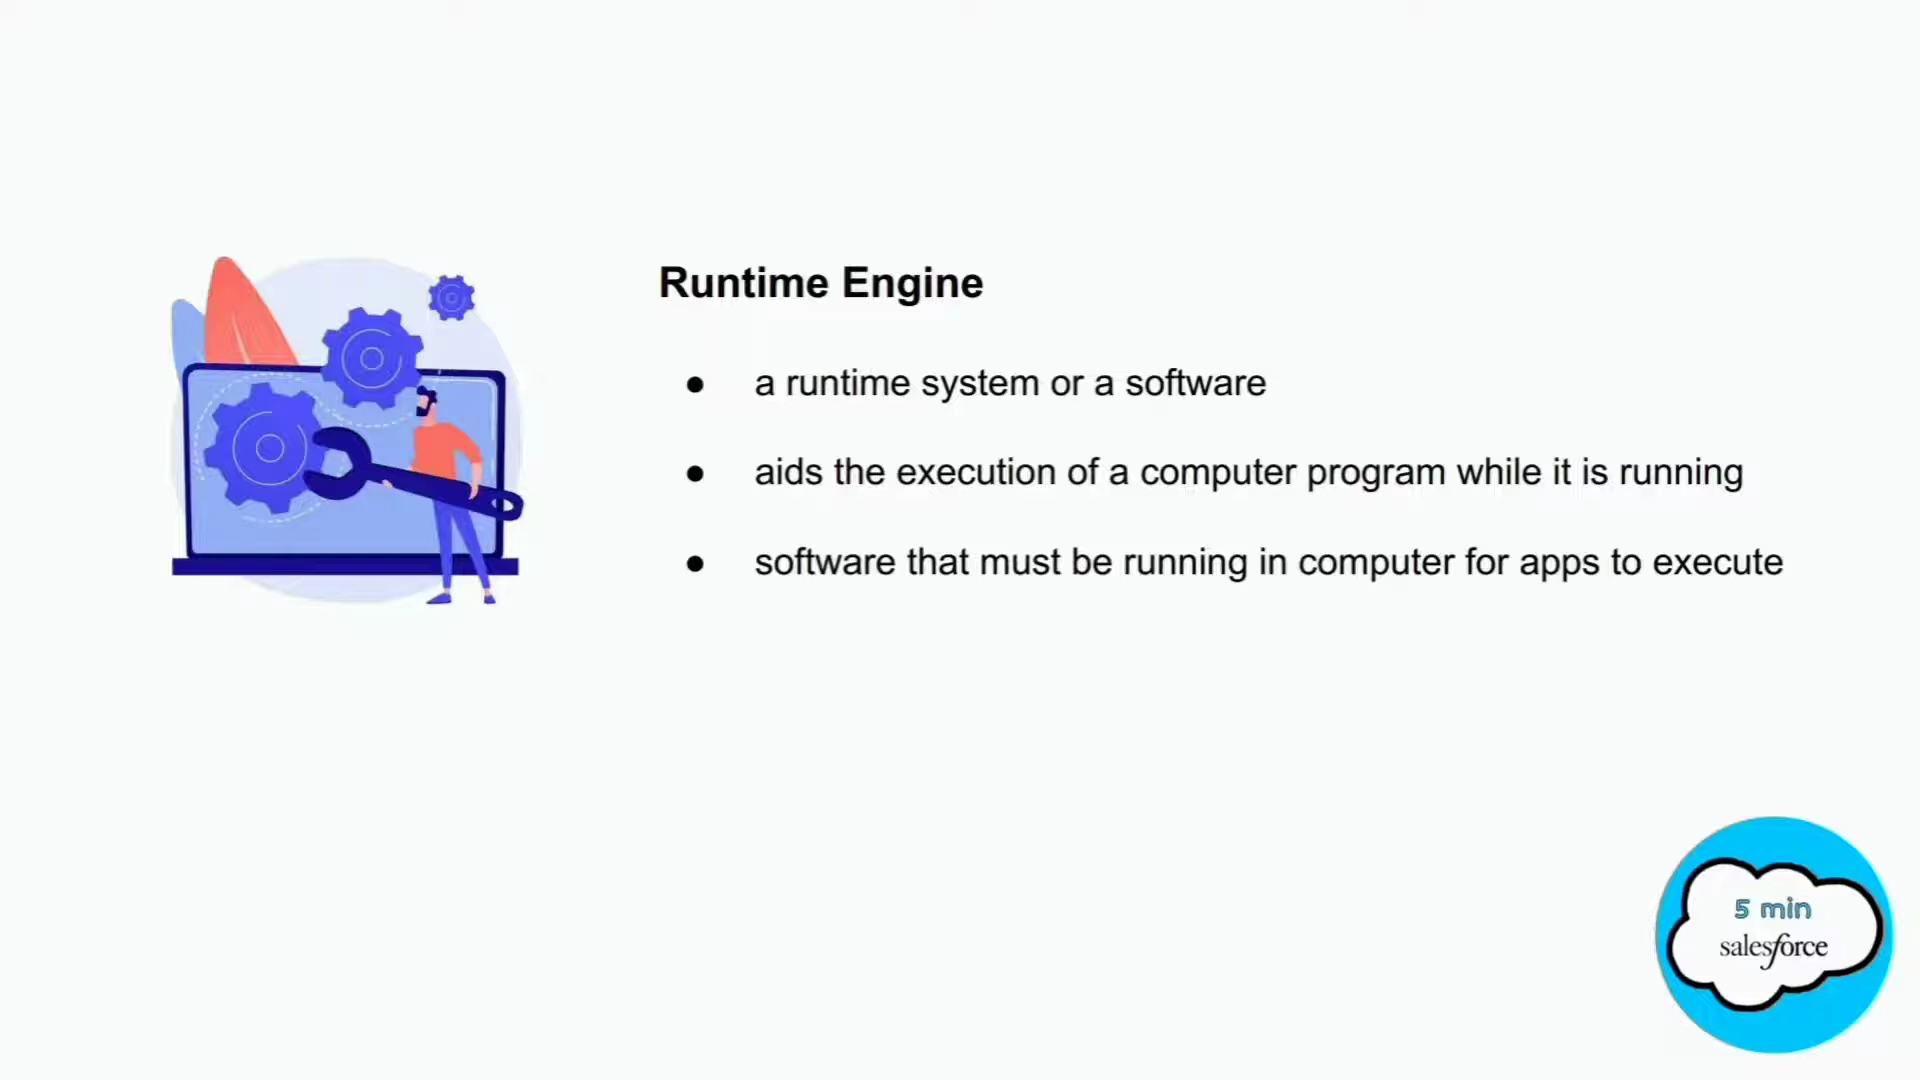 Runtime Engine
● a runtime system or a software
● aids the execution of a computer program while it is running
● software that must be running in computer for apps to execute
5 min
salesforce